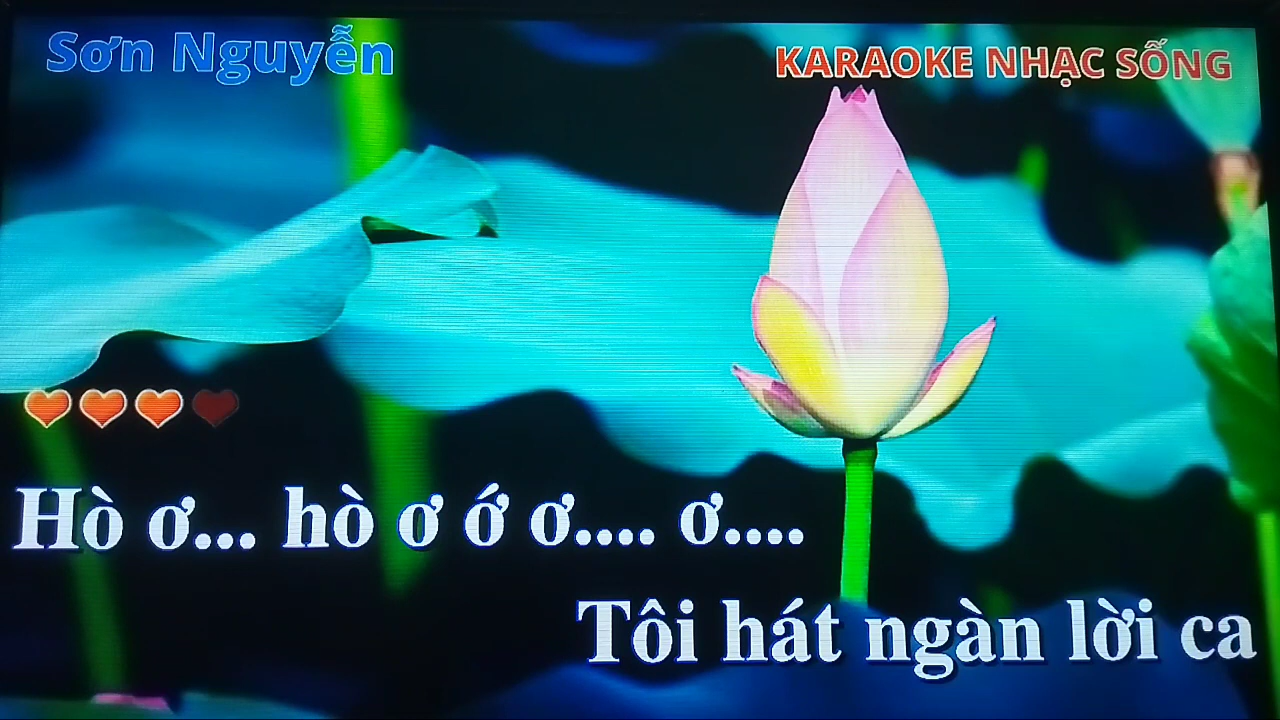 Sơn Nguyễn
KARAOKE NHẠC SỐNG
Hò ơ... hò ơ ớ ơ.... ơ....
Tôi hát ngàn lời ca